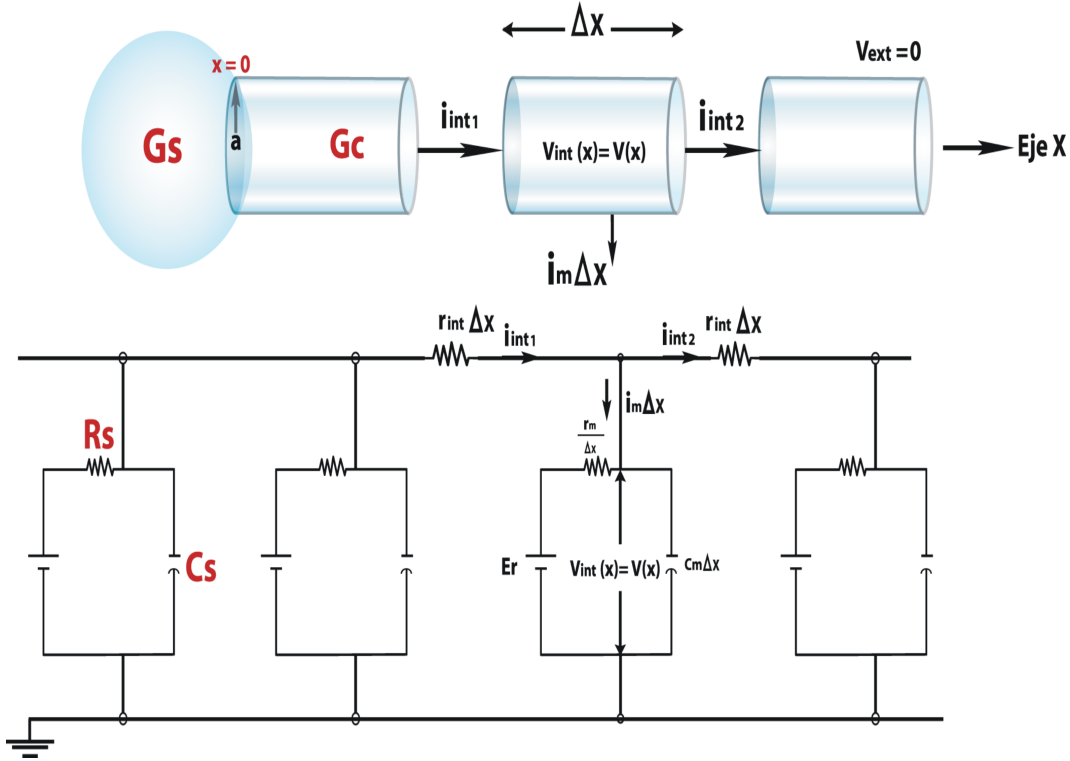 Δx
x = 0
Vext =0
Gs
a
Gc
iint1
Vint (x)= V(x)
iint2
Eje X
imΔx
rint Δx
iint1
iint2
rint Δx
imΔx
Rs
rm
Δx
Cs
Er
Vint (x)= V(x)
CmΔx